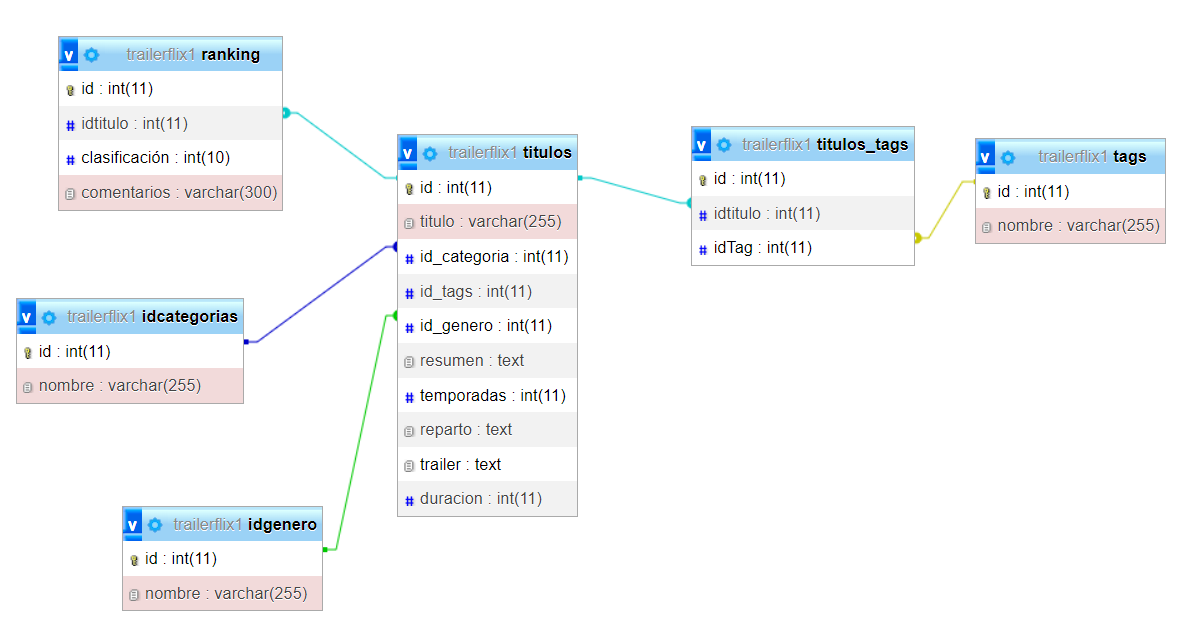 v trailerflix1 ranking
id : int(11)
# idtitulo : int(11)
# clasificación : int(10)
comentarios : varchar(300)
v trailerflix1 idcategorias
id : int(11)
nombre : varchar(255)
v trailerflix1 idgenero
id : int(11)
nombre : varchar(255)
v trailerflix1 titulos
id : int(11)
titulo : varchar(255)
# id_categoria : int(11)
# id_tags : int(11)
# id_genero : int(11)
resumen : text
# temporadas : int(11)
reparto : text
trailer : text
# duracion : int(11)
v trailerflix1 titulos_tags
id : int(11)
# idtitulo : int(11)
# idTag : int(11)
v trailerflix1 tags
id : int(11)
nombre : varchar(255)